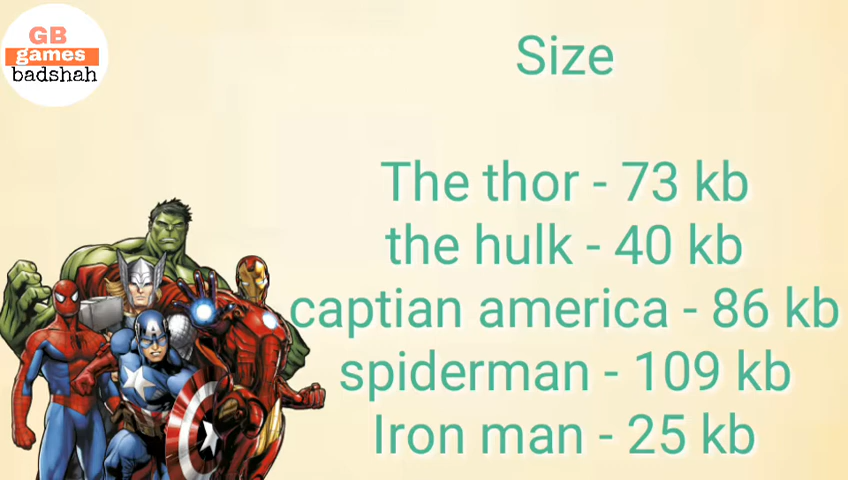 GB
games
badshah
Size
The thor - 73 kb
the hulk - 40 kb
captian america - 86 kb
spiderman - 109 kb
Iron man - 25 kb